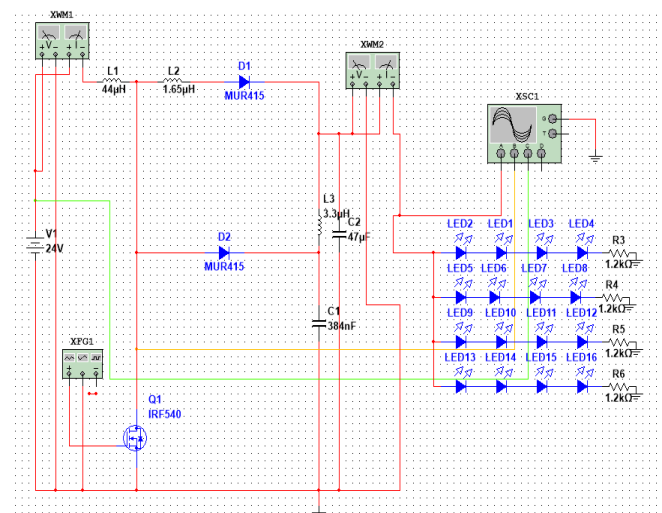 XWM1
V I
XWM2
V I
L1
44µH
L2
1.65µH
D1
MUR415
XSC1
G
T
A B C D
L3
3.3µH
C2
47µF
V1
24V
D2
MUR415
C1
384nF
XFG1
Q1
IRF540
LED2 LED1 LED3 LED4
R3
1.2kΩ
LED5 LED6 LED7 LED8
R4
1.2kΩ
LED9 LED10 LED11 LED12
R5
1.2kΩ
LED13 LED14 LED15 LED16
R6
1.2kΩ